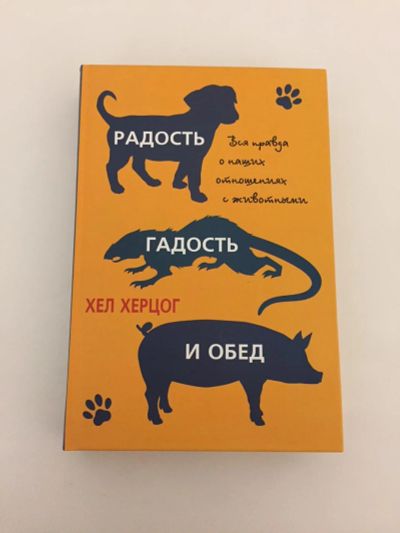 РАДОСТЬ
Вся правда
о наших
отношениях
с животными
ГАДОСТЬ
ХЕЛ ХЕРЦОГ
И ОБЕД